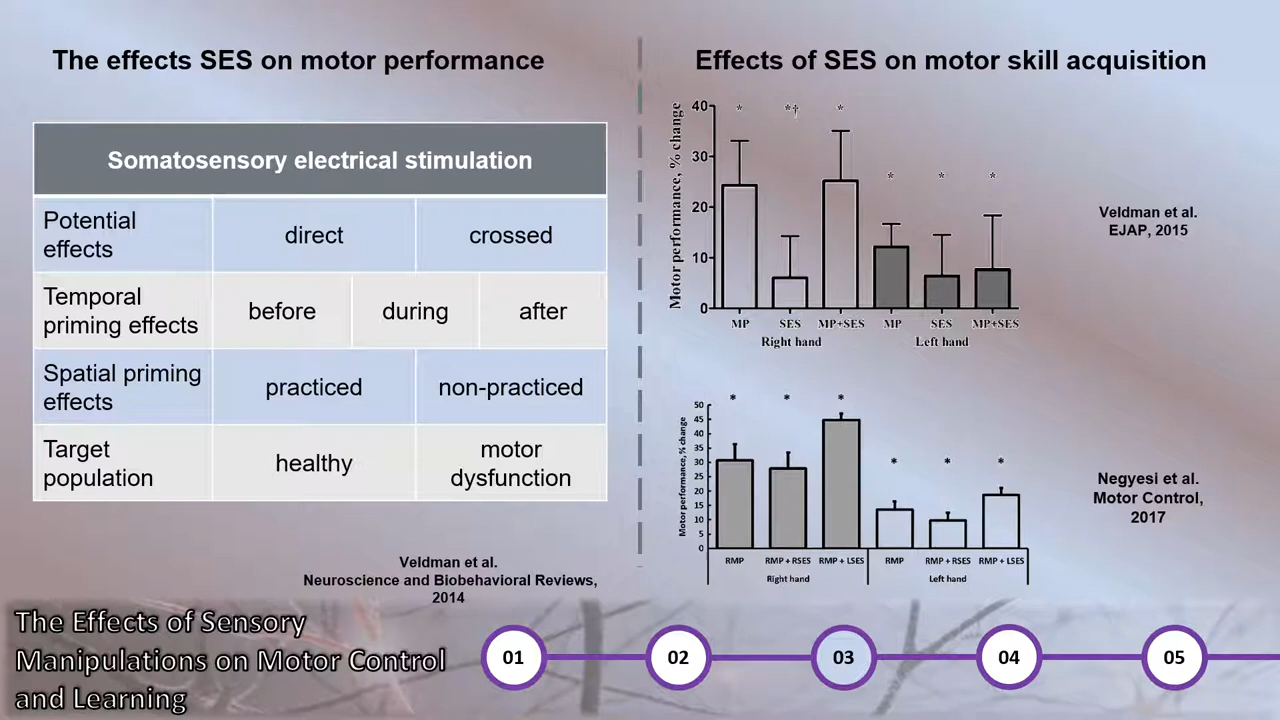 The effects SES on motor performance
Somatosensory electrical stimulation
Potential
effects
direct
crossed
Temporal
priming effects
before
during
after
Spatial priming
effects
practiced
non-practiced
Target
population
healthy
motor
dysfunction
Veldman et al.
Neuroscience and Biobehavioral Reviews,
2014
Effects of SES on motor skill acquisition
Motor performance, % change
40
30
20
10
0
* *† * * * *
MP SES MP+SES MP SES MP+SES
Right hand Left hand
Veldman et al.
EJAP, 2015
Motor performance, % change
50
45
40
35
30
25
20
15
10
5
0
* * * * * *
RMP RMP + RSES RMP + LSES RMP RMP + RSES RMP + LSES
Right hand Left hand
Negyesi et al.
Motor Control,
2017
The Effects of Sensory
Manipulations on Motor Control
and Learning
01 02 03 04 05